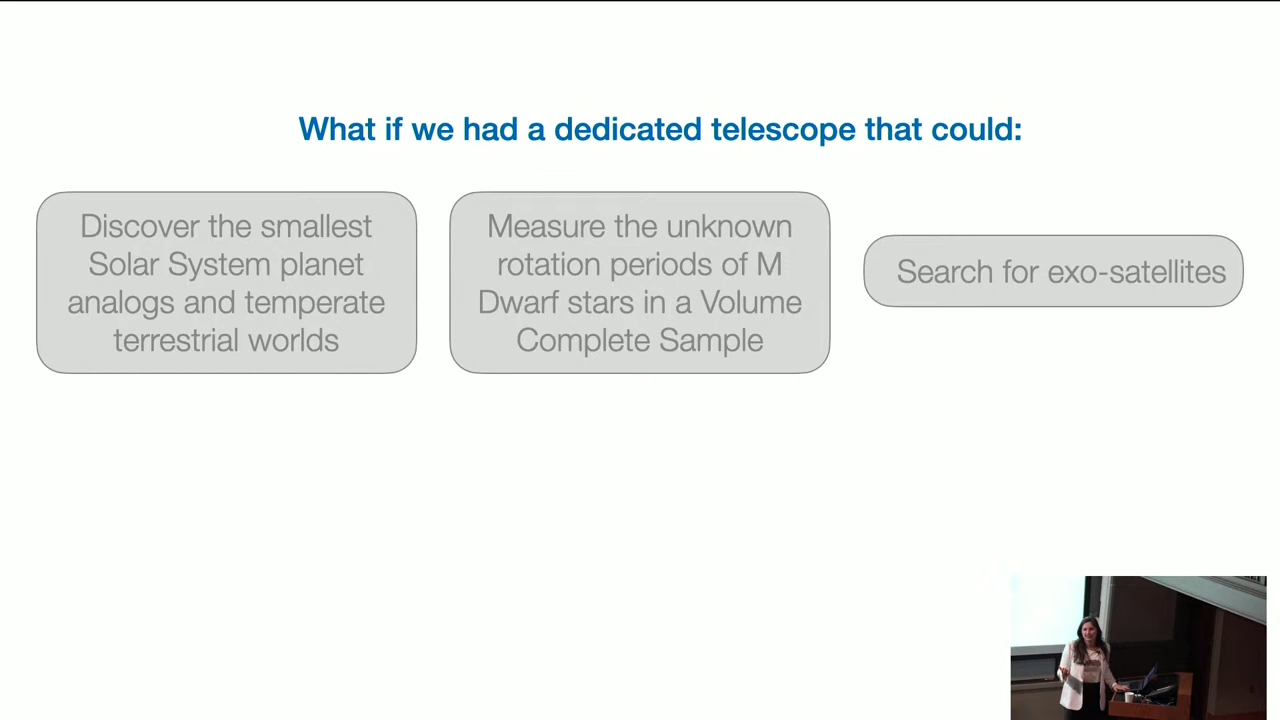 What if we had a dedicated telescope that could:
Discover the smallest
Solar System planet
analogs and temperate
terrestrial worlds
Measure the unknown
rotation periods of M
Dwarf stars in a Volume
Complete Sample
Search for exo-satellites